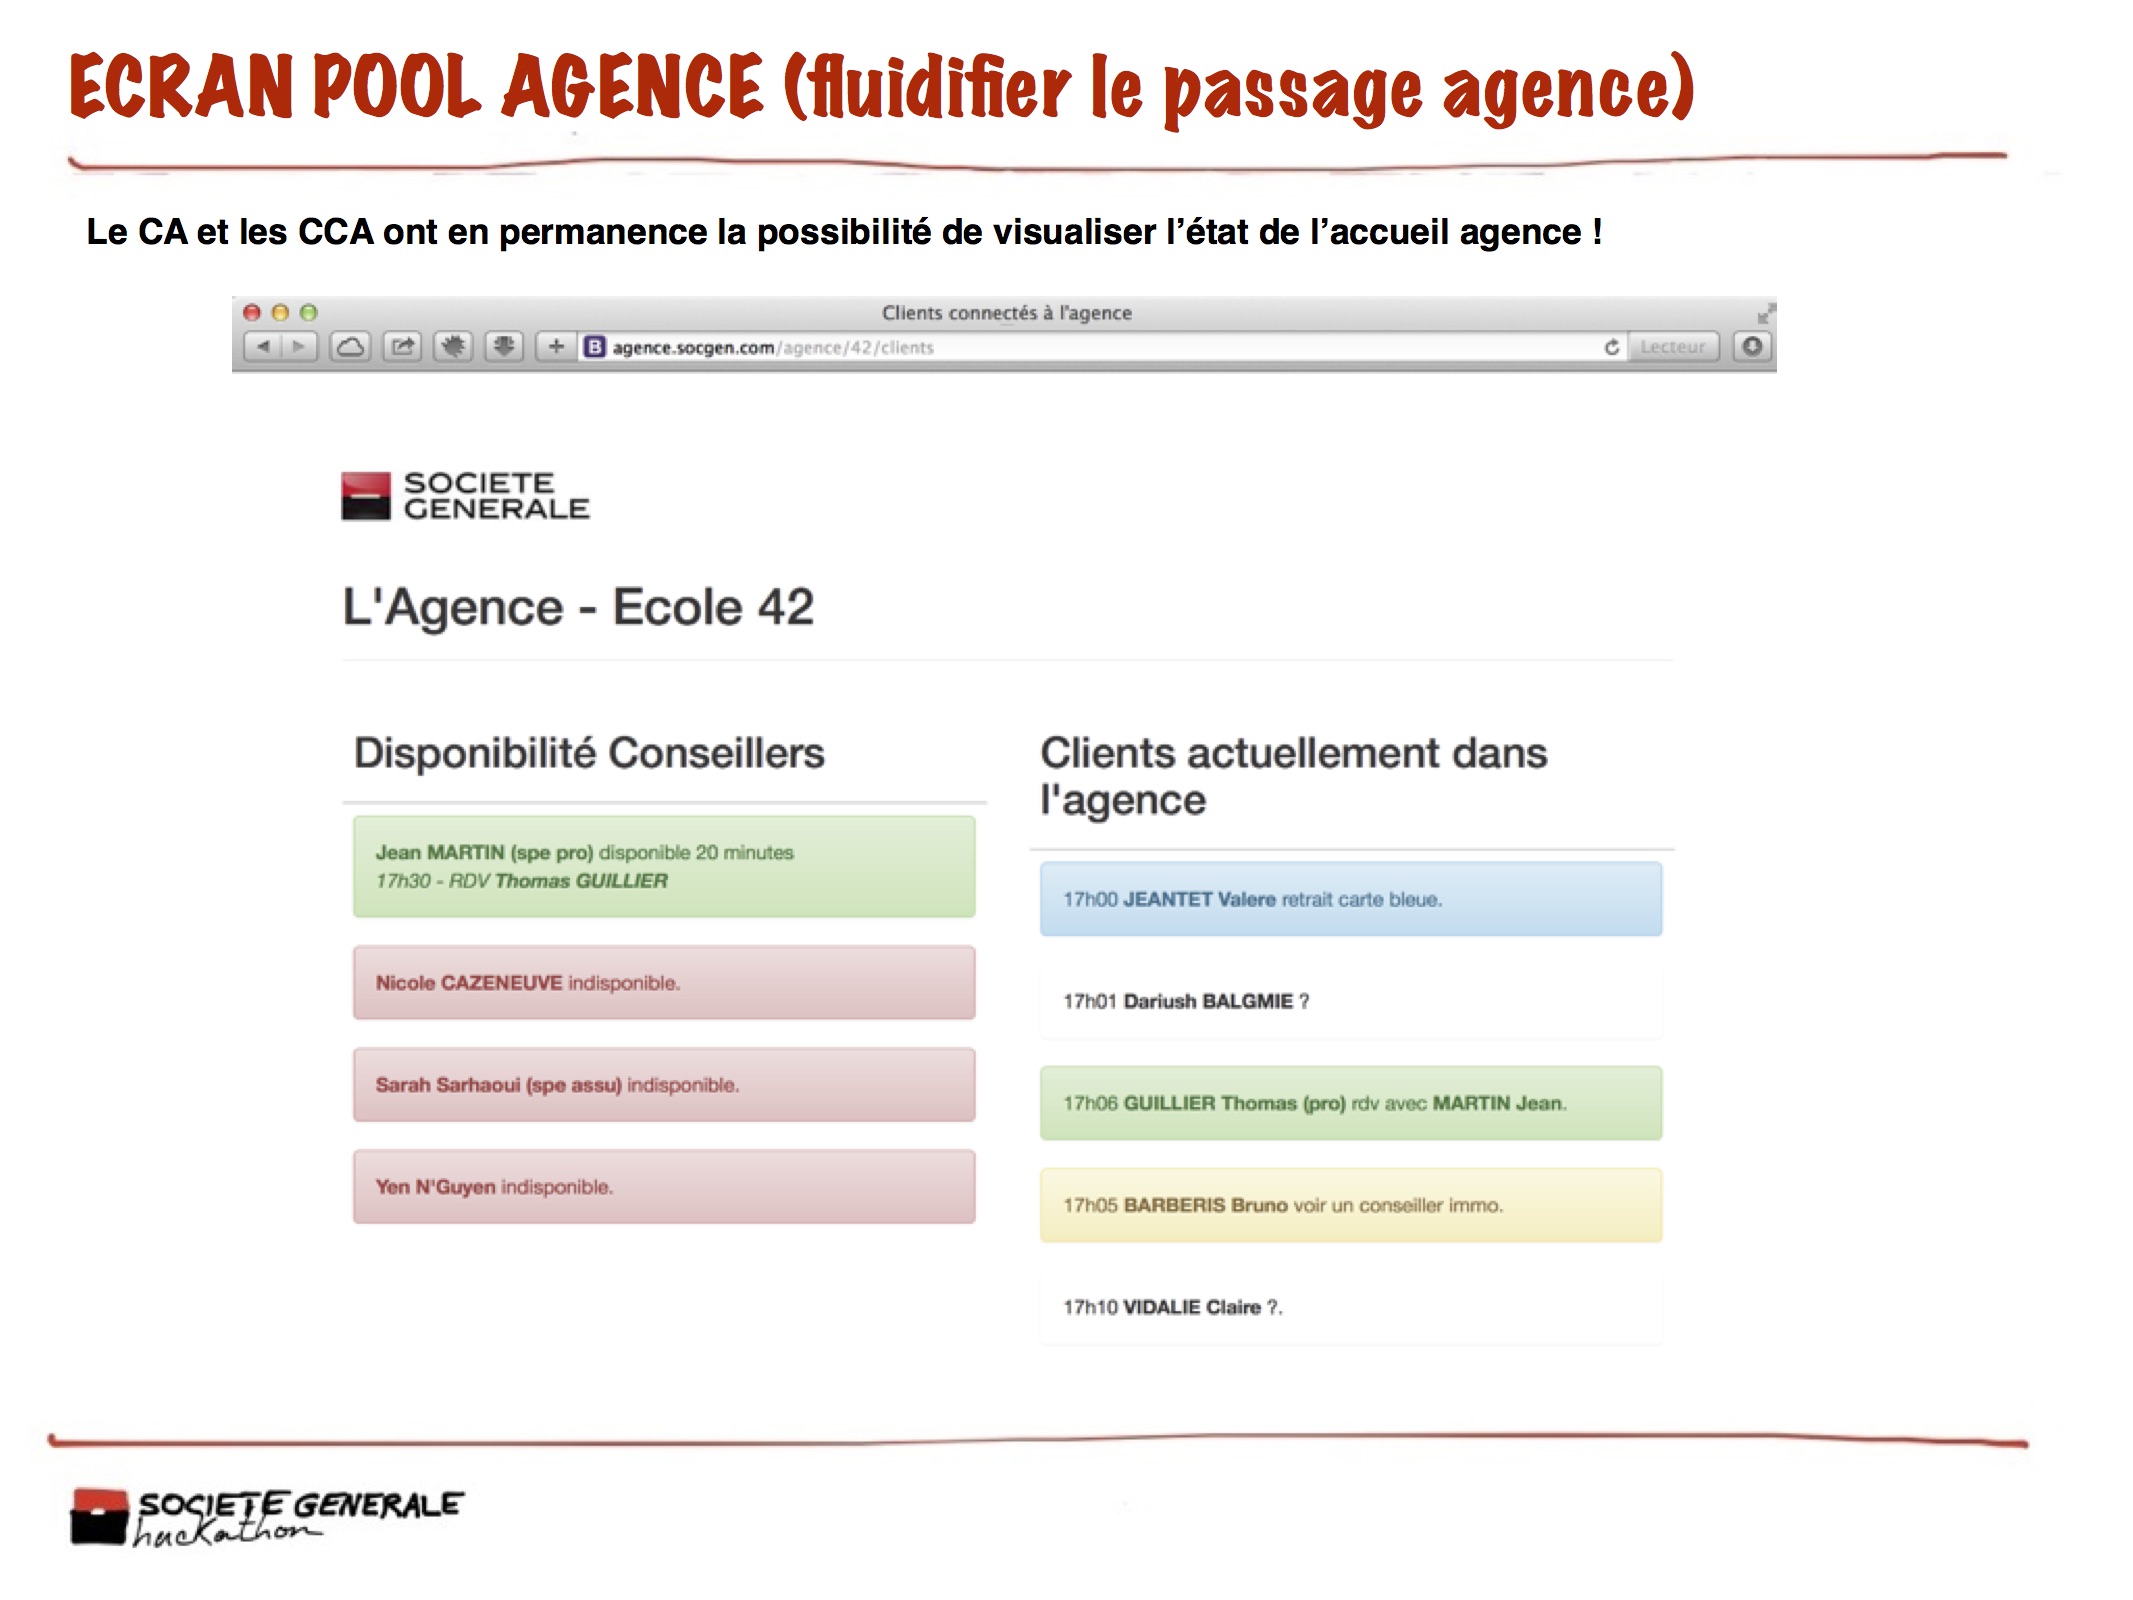 ECRAN POOL AGENCE (fluidifier le passage agence)
Le CA et les CCA ont en permanence la possibilité de visualiser l’état de l’accueil agence !
Clients connectés à l'agence
B agence.socgen.com/agence/42/clients
Lecteur
SOCIETE
GENERALE
L'Agence - Ecole 42
Disponibilité Conseillers
Jean MARTIN (spe pro) disponible 20 minutes
17h30 - RDV Thomas GUILLIER
Nicole CAZENEUVE indisponible.
Sarah Sarhaoui (spe assu) indisponible.
Yen N'Guyen indisponible.
Clients actuellement dans
l'agence
17h00 JEANTET Valere retrait carte bleue.
17h01 Dariush BALGMIE ?
17h06 GUILLIER Thomas (pro) rdv avec MARTIN Jean.
17h05 BARBERIS Bruno voir un conseiller immo.
17h10 VIDALIE Claire ?.
SOCIETE GENERALE
hackathon